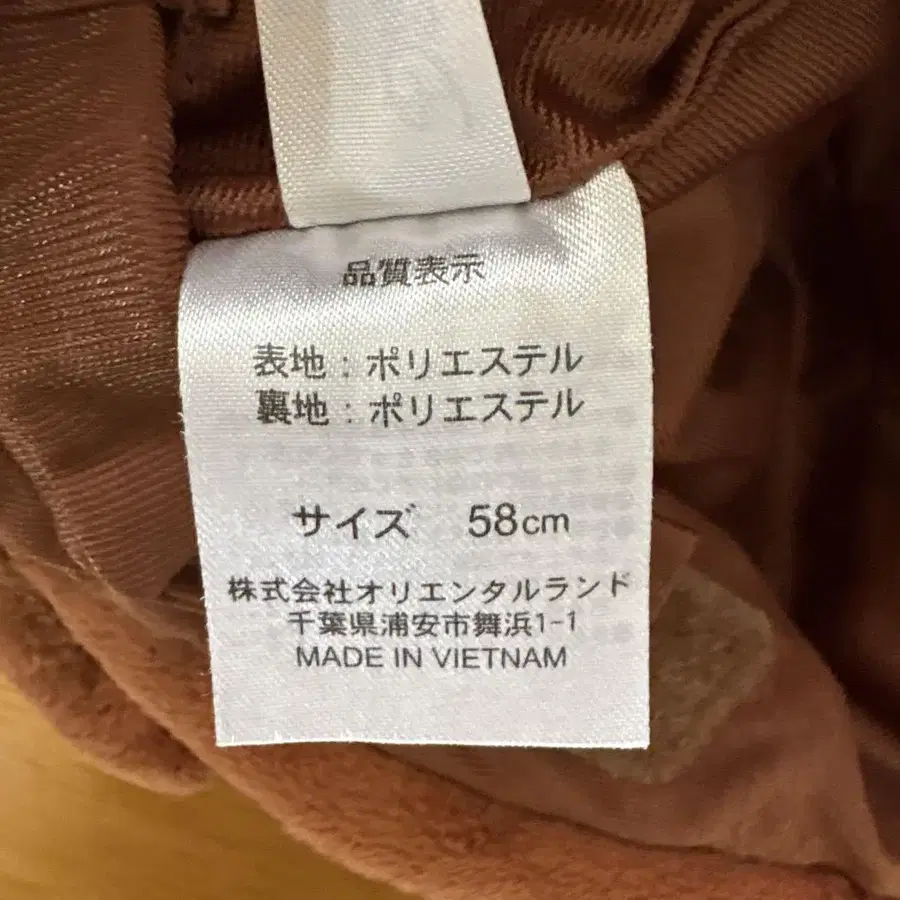 品質表示
表地：ポリエステル
裏地：ポリエステル
サイズ 58cm
株式会社オリエンタルランド
千葉県浦安市舞浜1-1
MADE IN VIETNAM